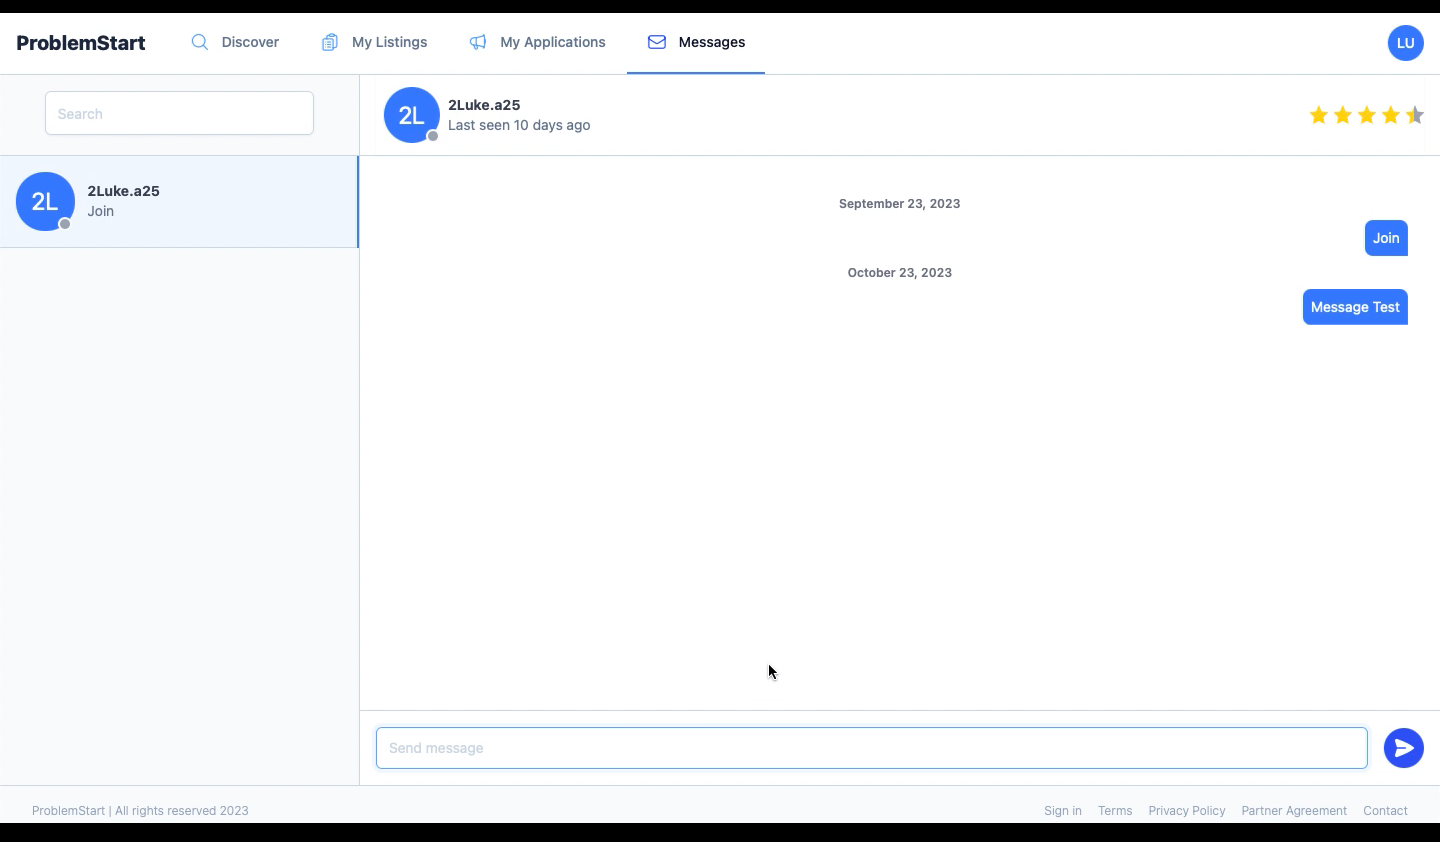 ProblemStart
Discover
My Listings
My Applications
Messages
LU
Search
2L
2Luke.a25
Last seen 10 days ago
2L
2Luke.a25
Join
September 23, 2023
Join
October 23, 2023
Message Test
Send message
ProblemStart | All rights reserved 2023
Sign in
Terms
Privacy Policy
Partner Agreement
Contact